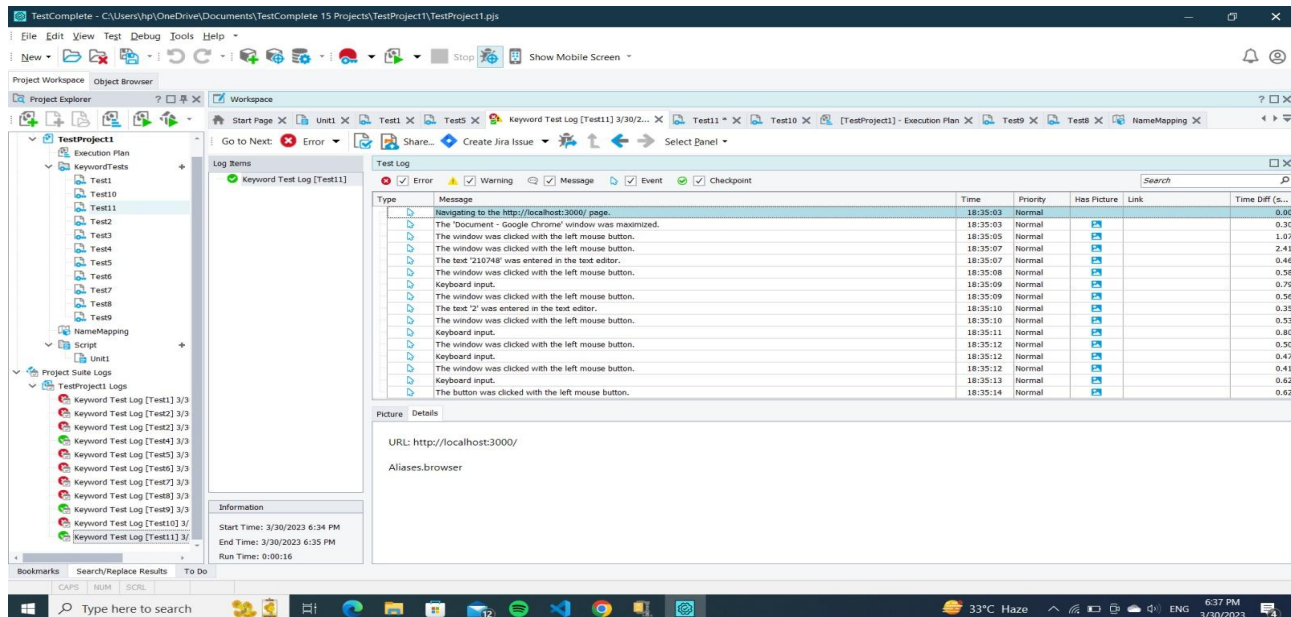 TestComplete - C:\Users\hp\OneDrive\Documents\TestComplete 15 Projects\TestProject1\TestProject1.pjs
File Edit View Test Debug Tools Help
New Stop Show Mobile Screen
Project Workspace Object Browser
Project Explorer
Workspace
Start Page Unit1 Test1 Test5 Keyword Test Log [Test11] 3/30/2... Test11 * Test10 [TestProject1] - Execution Plan Test9 Test8 NameMapping
Go to Next: Error Share... Create Jira Issue Select Panel
TestProject1
Execution Plan
KeywordTests
Test1
Test10
Test11
Test2
Test3
Test4
Test5
Test6
Test7
Test8
Test9
NameMapping
Script
Unit1
Project Suite Logs
TestProject1 Logs
Keyword Test Log [Test1] 3/3
Keyword Test Log [Test2] 3/3
Keyword Test Log [Test2] 3/3
Keyword Test Log [Test4] 3/3
Keyword Test Log [Test5] 3/3
Keyword Test Log [Test6] 3/3
Keyword Test Log [Test7] 3/3
Keyword Test Log [Test8] 3/3
Keyword Test Log [Test9] 3/3
Keyword Test Log [Test10] 3/
Keyword Test Log [Test11] 3/
Log Items
Keyword Test Log [Test11]
Information
Start Time: 3/30/2023 6:34 PM
End Time: 3/30/2023 6:35 PM
Run Time: 0:00:16
Test Log
Error Warning Message Event Checkpoint Search
Type Message Time Priority Has Picture Link Time Diff (s...
Navigating to the http://localhost:3000/ page. 18:35:03 Normal 0.00
The 'Document - Google Chrome' window was maximized. 18:35:03 Normal 0.30
The window was clicked with the left mouse button. 18:35:05 Normal 1.07
The window was clicked with the left mouse button. 18:35:07 Normal 2.41
The text '210748' was entered in the text editor. 18:35:07 Normal 0.46
The window was clicked with the left mouse button. 18:35:08 Normal 0.58
Keyboard input. 18:35:09 Normal 0.79
The window was clicked with the left mouse button. 18:35:09 Normal 0.56
The text '2' was entered in the text editor. 18:35:10 Normal 0.35
The window was clicked with the left mouse button. 18:35:10 Normal 0.53
Keyboard input. 18:35:11 Normal 0.80
The window was clicked with the left mouse button. 18:35:12 Normal 0.50
Keyboard input. 18:35:12 Normal 0.47
The window was clicked with the left mouse button. 18:35:12 Normal 0.41
Keyboard input. 18:35:13 Normal 0.62
The button was clicked with the left mouse button. 18:35:14 Normal 0.62
Picture Details
URL: http://localhost:3000/
Aliases.browser
Bookmarks Search/Replace Results To Do
CAPS NUM SCRL
Type here to search 12 33°C Haze ENG 6:37 PM
3/30/2023 4